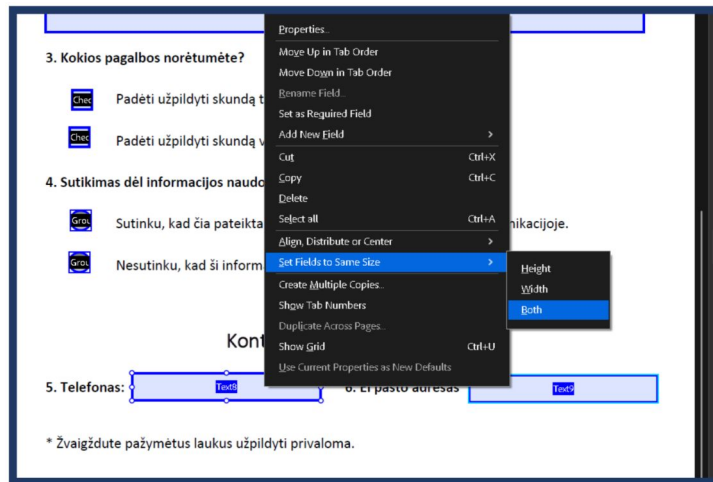 3. Kokios pagalbos norėtumėte?
Chec
Padėti užpildyti skundą t
Chec
Padėti užpildyti skundą v
4. Sutikimas dėl informacijos naudo
Grou
Sutinku, kad čia pateikta
nikacijoje.
Grou
Nesutinku, kad ši inform
Kont
5. Telefonas:
Text8
6. El pašto adresas
Text9
* Žvaigždute pažymėtus laukus užpildyti privaloma.
Properties...
Move Up in Tab Order
Move Down in Tab Order
Rename Field...
Set as Required Field
Add New Field
Cut Ctrl+X
Copy Ctrl+C
Delete
Select all Ctrl+A
Align, Distribute or Center
Set Fields to Same Size
Create Multiple Copies...
Show Tab Numbers
Duplicate Across Pages...
Show Grid Ctrl+U
Use Current Properties as New Defaults
Height
Width
Both